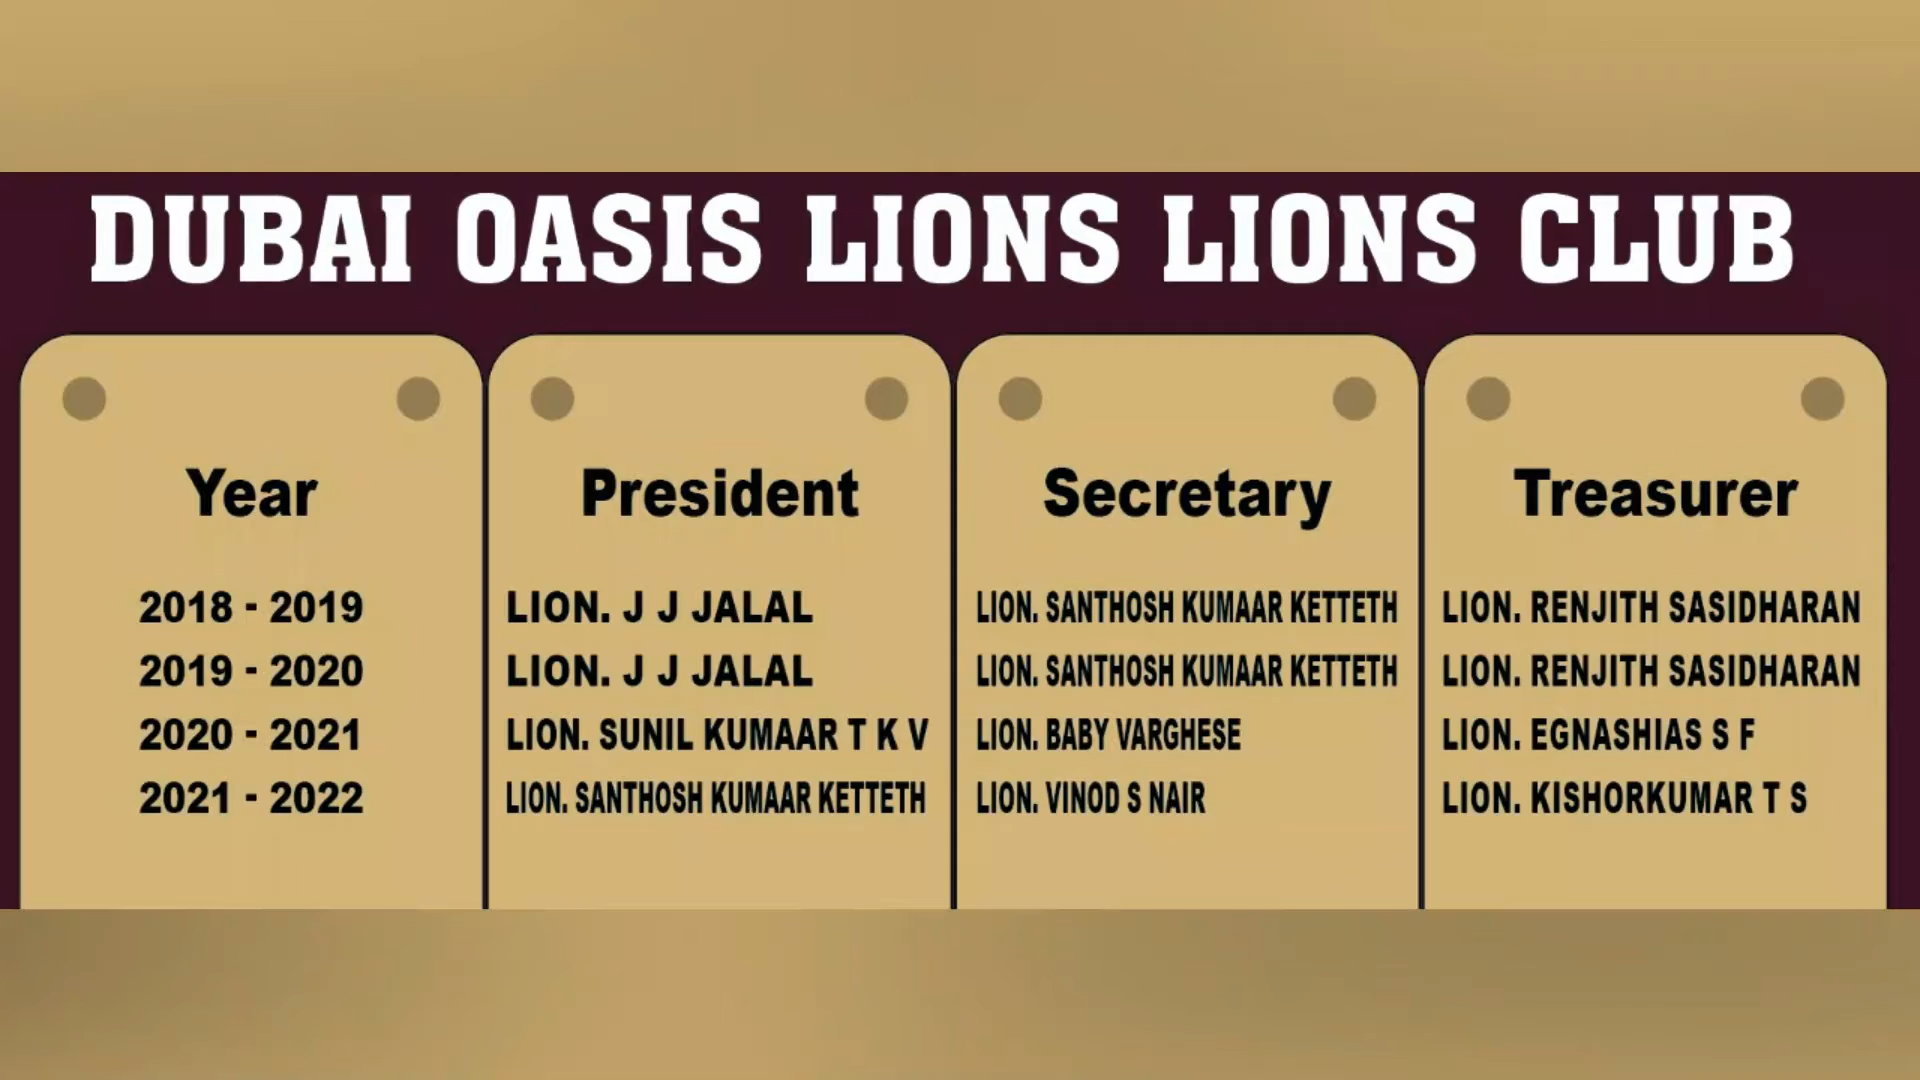 DUBAI OASIS LIONS LIONS CLUB
Year President Secretary Treasurer
2018 - 2019 LION. J J JALAL LION. SANTHOSH KUMAAR KETTETH LION. RENJITH SASIDHARAN
2019 - 2020 LION. J J JALAL LION. SANTHOSH KUMAAR KETTETH LION. RENJITH SASIDHARAN
2020 - 2021 LION. SUNIL KUMAAR T K V LION. BABY VARGHESE LION. EGNASHIAS S F
2021 - 2022 LION. SANTHOSH KUMAAR KETTETH LION. VINOD S NAIR LION. KISHORKUMAR T S